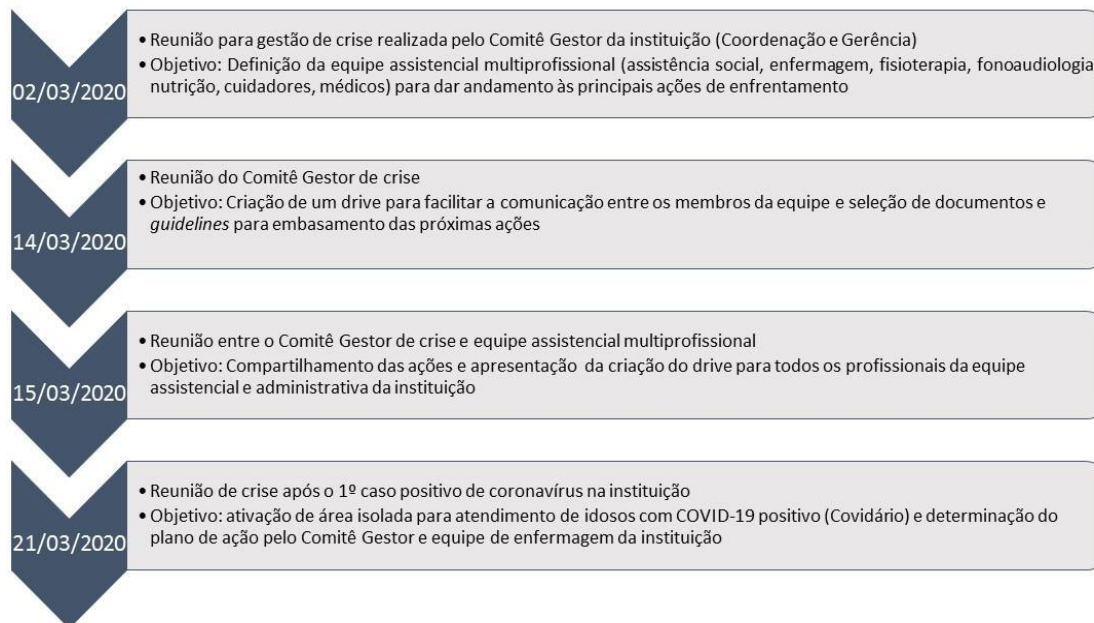 • Reunião para gestão de crise realizada pelo Comitê Gestor da instituição (Coordenação e Gerência)
• Objetivo: Definição da equipe assistencial multiprofissional (assistência social, enfermagem, fisioterapia, fonoaudiologia
nutrição, cuidadores, médicos) para dar andamento às principais ações de enfrentamento
02/03/2020
• Reunião do Comitê Gestor de crise
• Objetivo: Criação de um drive para facilitar a comunicação entre os membros da equipe e seleção de documentos e
guidelines para embasamento das próximas ações
14/03/2020
• Reunião entre o Comitê Gestor de crise e equipe assistencial multiprofissional
• Objetivo: Compartilhamento das ações e apresentação da criação do drive para todos os profissionais da equipe
assistencial e administrativa da instituição
15/03/2020
• Reunião de crise após o 1º caso positivo de coronavírus na instituição
• Objetivo: ativação de área isolada para atendimento de idosos com COVID-19 positivo (Covidário) e determinação do
plano de ação pelo Comitê Gestor e equipe de enfermagem da instituição
21/03/2020